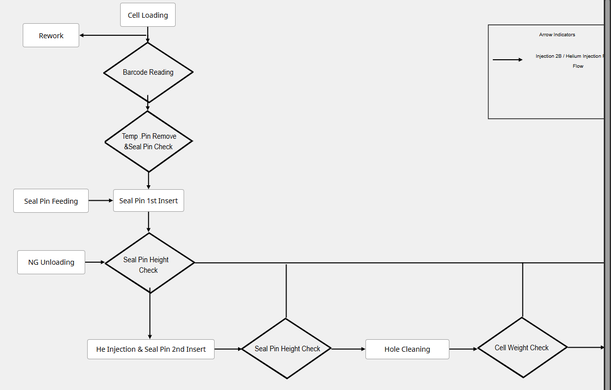 Cell Loading
Rework
Arrow Indicators
Injection 2B / Helium Injection
Flow
Barcode Reading
Temp .Pin Remove
&Seal Pin Check
Seal Pin Feeding
Seal Pin 1st Insert
NG Unloading
Seal Pin Height
Check
He Injection & Seal Pin 2nd Insert
Seal Pin Height Check
Hole Cleaning
Cell Weight Check